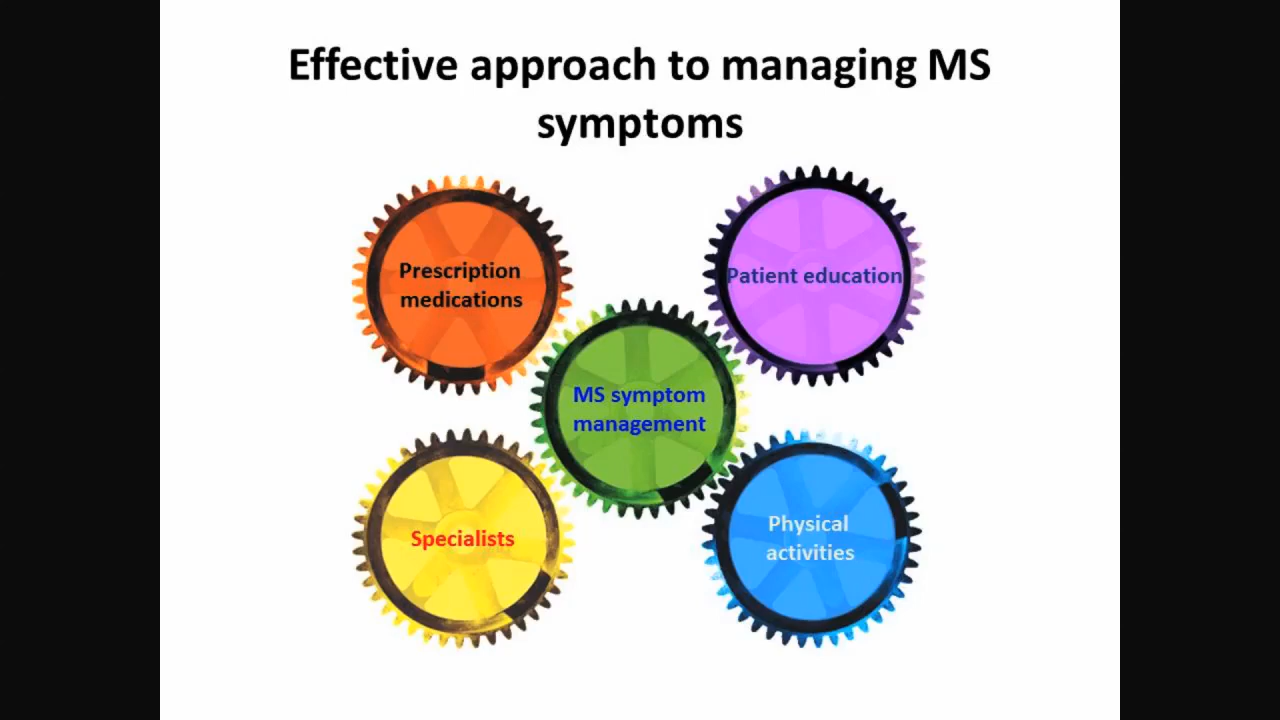 Effective approach to managing MS
symptoms
Prescription
medications
Patient education
MS symptom
management
Specialists
Physical
activities